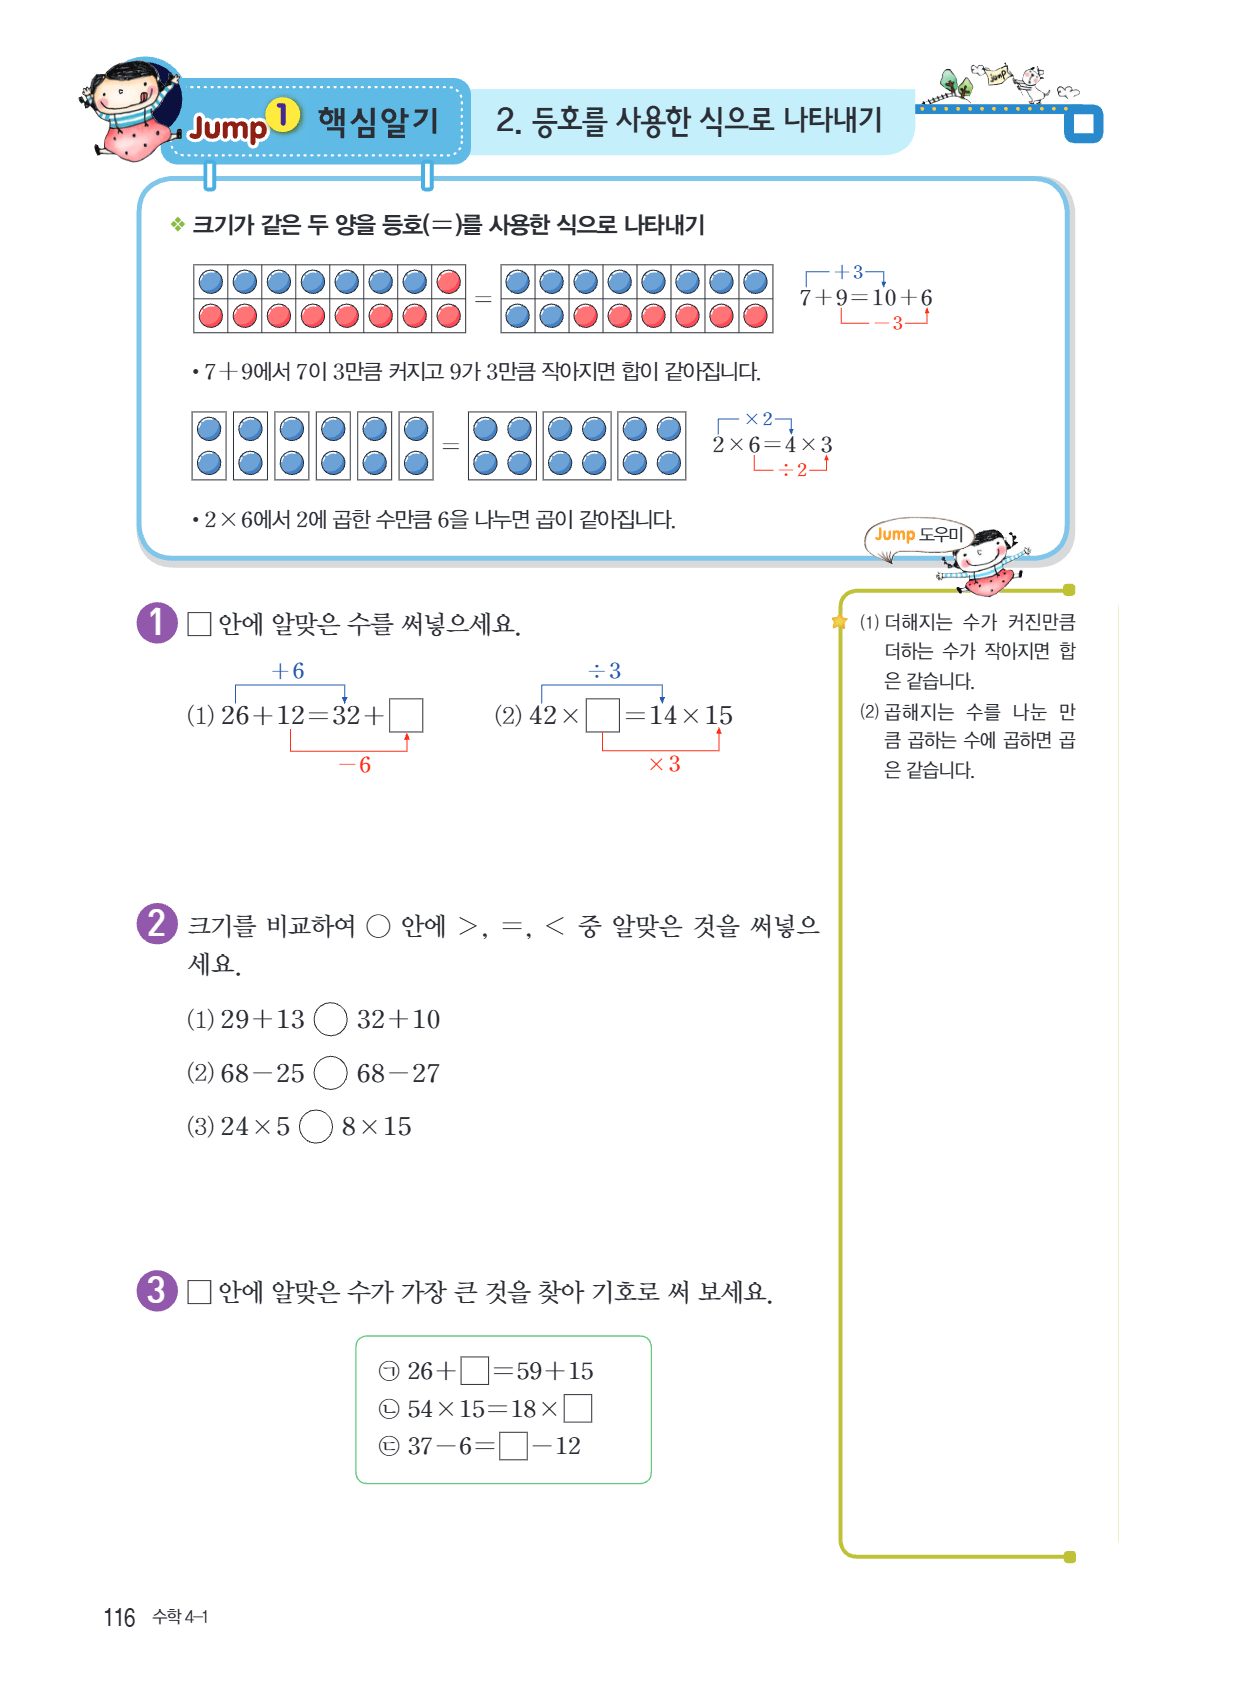 Jump 1 핵심알기
2. 등호를 사용한 식으로 나타내기
Jump
❖ 크기가 같은 두 양을 등호(=)를 사용한 식으로 나타내기
=
+3
7+9=10+6
-3
• 7+9에서 7이 3만큼 커지고 9가 3만큼 작아지면 합이 같아집니다.
=
×2
2×6=4×3
÷2
• 2×6에서 2에 곱한 수만큼 6을 나누면 곱이 같아집니다.
Jump 도우미
1 □ 안에 알맞은 수를 써넣으세요.
+6
(1) 26+12=32+□
-6
÷3
(2) 42×□=14×15
×3
(1) 더해지는 수가 커진만큼
더하는 수가 작아지면 합
은 같습니다.
(2) 곱해지는 수를 나눈 만
큼 곱하는 수에 곱하면 곱
은 같습니다.
2 크기를 비교하여 ○ 안에 >, =, < 중 알맞은 것을 써넣으
세요.
(1) 29+13 ○ 32+10
(2) 68-25 ○ 68-27
(3) 24×5 ○ 8×15
3 □ 안에 알맞은 수가 가장 큰 것을 찾아 기호로 써 보세요.
㉠ 26+□=59+15
㉡ 54×15=18×□
㉢ 37-6=□-12
116 수학 4-1